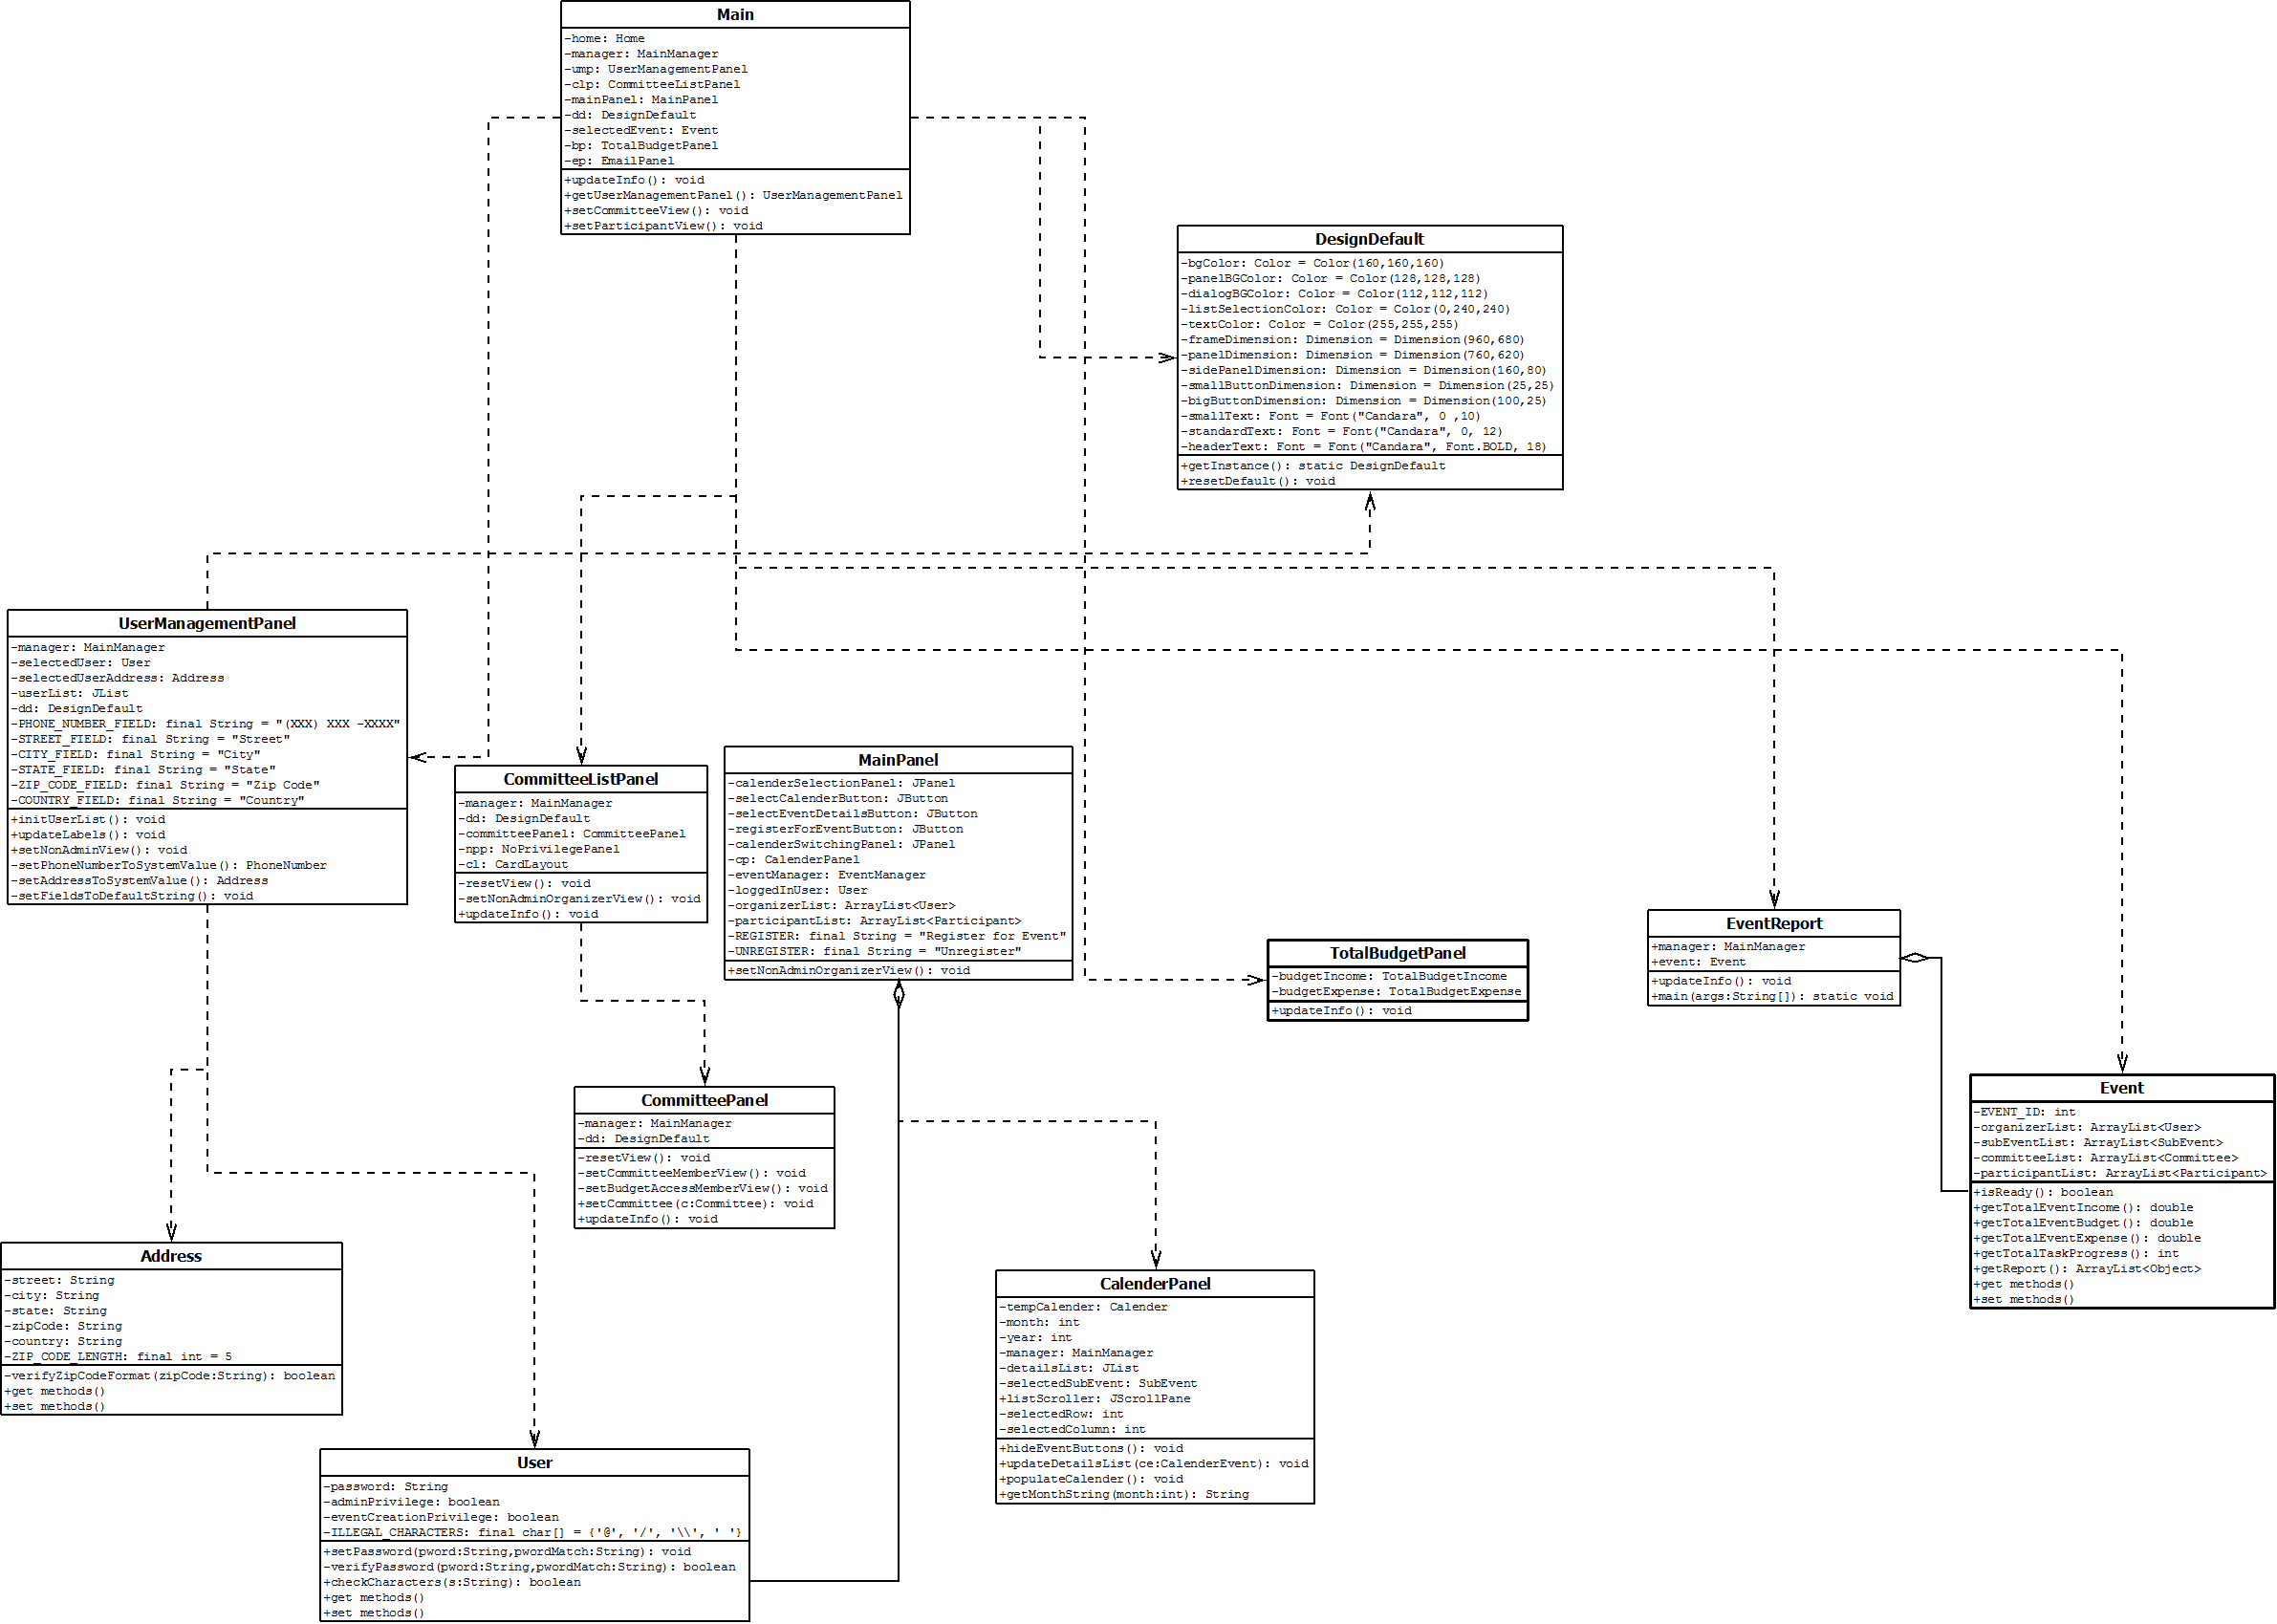 Main
-home: Home
-manager: MainManager
-ump: UserManagementPanel
-clp: CommitteeListPanel
-mainPanel: MainPanel
-dd: DesignDefault
-selectedEvent: Event
-bp: TotalBudgetPanel
-ep: EmailPanel
+updateInfo(): void
+getUserManagementPanel(): UserManagementPanel
+setCommitteeView(): void
+setParticipantView(): void
DesignDefault
-bgColor: Color = Color(160,160,160)
-panelBGColor: Color = Color(128,128,128)
-dialogBGColor: Color = Color(112,112,112)
-listSelectionColor: Color = Color(0,240,240)
-textColor: Color = Color(255,255,255)
-frameDimension: Dimension = Dimension(960,680)
-panelDimension: Dimension = Dimension(760,620)
-sidePanelDimension: Dimension = Dimension(160,80)
-smallButtonDimension: Dimension = Dimension(25,25)
-bigButtonDimension: Dimension = Dimension(100,25)
-smallText: Font = Font("Candara", 0 ,10)
-standardText: Font = Font("Candara", 0, 12)
-headerText: Font = Font("Candara", Font.BOLD, 18)
+getInstance(): static DesignDefault
+resetDefault(): void
UserManagementPanel
-manager: MainManager
-selectedUser: User
-selectedUserAddress: Address
-userList: JList
-dd: DesignDefault
-PHONE_NUMBER_FIELD: final String = "(XXX) XXX -XXXX"
-STREET_FIELD: final String = "Street"
-CITY_FIELD: final String = "City"
-STATE_FIELD: final String = "State"
-ZIP_CODE_FIELD: final String = "Zip Code"
-COUNTRY_FIELD: final String = "Country"
+initUserList(): void
+updateLabels(): void
+setNonAdminView(): void
-setPhoneNumberToSystemValue(): PhoneNumber
-setAddressToSystemValue(): Address
-setFieldsToDefaultString(): void
CommitteeListPanel
-manager: MainManager
-dd: DesignDefault
-committeePanel: CommitteePanel
-npp: NoPrivilegePanel
-cl: CardLayout
-resetView(): void
-setNonAdminOrganizerView(): void
+updateInfo(): void
MainPanel
-calenderSelectionPanel: JPanel
-selectCalenderButton: JButton
-selectEventDetailsButton: JButton
-registerForEventButton: JButton
-calenderSwitchingPanel: JPanel
-cp: CalenderPanel
-eventManager: EventManager
-loggedInUser: User
-organizerList: ArrayList<User>
-participantList: ArrayList<Participant>
-REGISTER: final String = "Register for Event"
-UNREGISTER: final String = "Unregister"
+setNonAdminOrganizerView(): void
TotalBudgetPanel
-budgetIncome: TotalBudgetIncome
-budgetExpense: TotalBudgetExpense
+updateInfo(): void
EventReport
+manager: MainManager
+event: Event
+updateInfo(): void
+main(args:String[]): static void
Event
-EVENT_ID: int
-organizerList: ArrayList<User>
-subEventList: ArrayList<SubEvent>
-committeeList: ArrayList<Committee>
-participantList: ArrayList<Participant>
+isReady(): boolean
+getTotalEventIncome(): double
+getTotalEventBudget(): double
+getTotalEventExpense(): double
+getTotalTaskProgress(): int
+getReport(): ArrayList<Object>
+get methods()
+set methods()
CommitteePanel
-manager: MainManager
-dd: DesignDefault
-resetView(): void
-setCommitteeMemberView(): void
-setBudgetAccessMemberView(): void
+setCommittee(c:Committee): void
+updateInfo(): void
Address
-street: String
-city: String
-state: String
-zipCode: String
-country: String
-ZIP_CODE_LENGTH: final int = 5
-verifyZipCodeFormat(zipCode:String): boolean
+get methods()
+set methods()
CalenderPanel
-tempCalender: Calender
-month: int
-year: int
-manager: MainManager
-detailsList: JList
-selectedSubEvent: SubEvent
+listScroller: JScrollPane
-selectedRow: int
-selectedColumn: int
+hideEventButtons(): void
+updateDetailsList(ce:CalenderEvent): void
+populateCalender(): void
+getMonthString(month:int): String
User
-password: String
-adminPrivilege: boolean
-eventCreationPrivilege: boolean
-ILLEGAL_CHARACTERS: final char[] = {'@', '/', '\\', ' '}
+setPassword(pword:String,pwordMatch:String): void
-verifyPassword(pword:String,pwordMatch:String): boolean
+checkCharacters(s:String): boolean
+get methods()
+set methods()